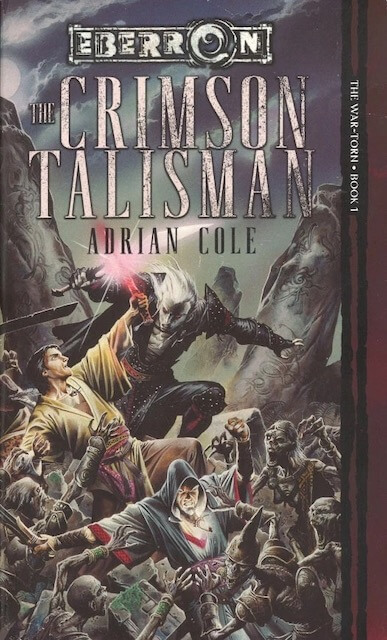 EBERRON
THE
CRIMSON
TALISMAN
ADRIAN COLE
THE WAR-TORN • BOOK 1